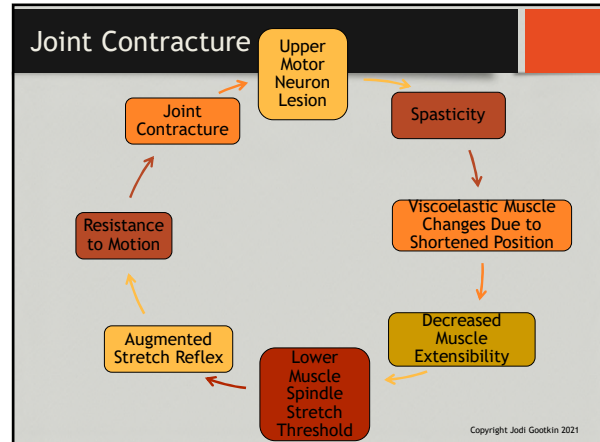 Joint Contracture
Upper
Motor
Neuron
Lesion
Spasticity
Viscoelastic Muscle
Changes Due to
Shortened Position
Decreased
Muscle
Extensibility
Lower
Muscle
Spindle
Stretch
Threshold
Augmented
Stretch Reflex
Resistance
to Motion
Joint
Contracture
Copyright Jodi Gootkin 2021